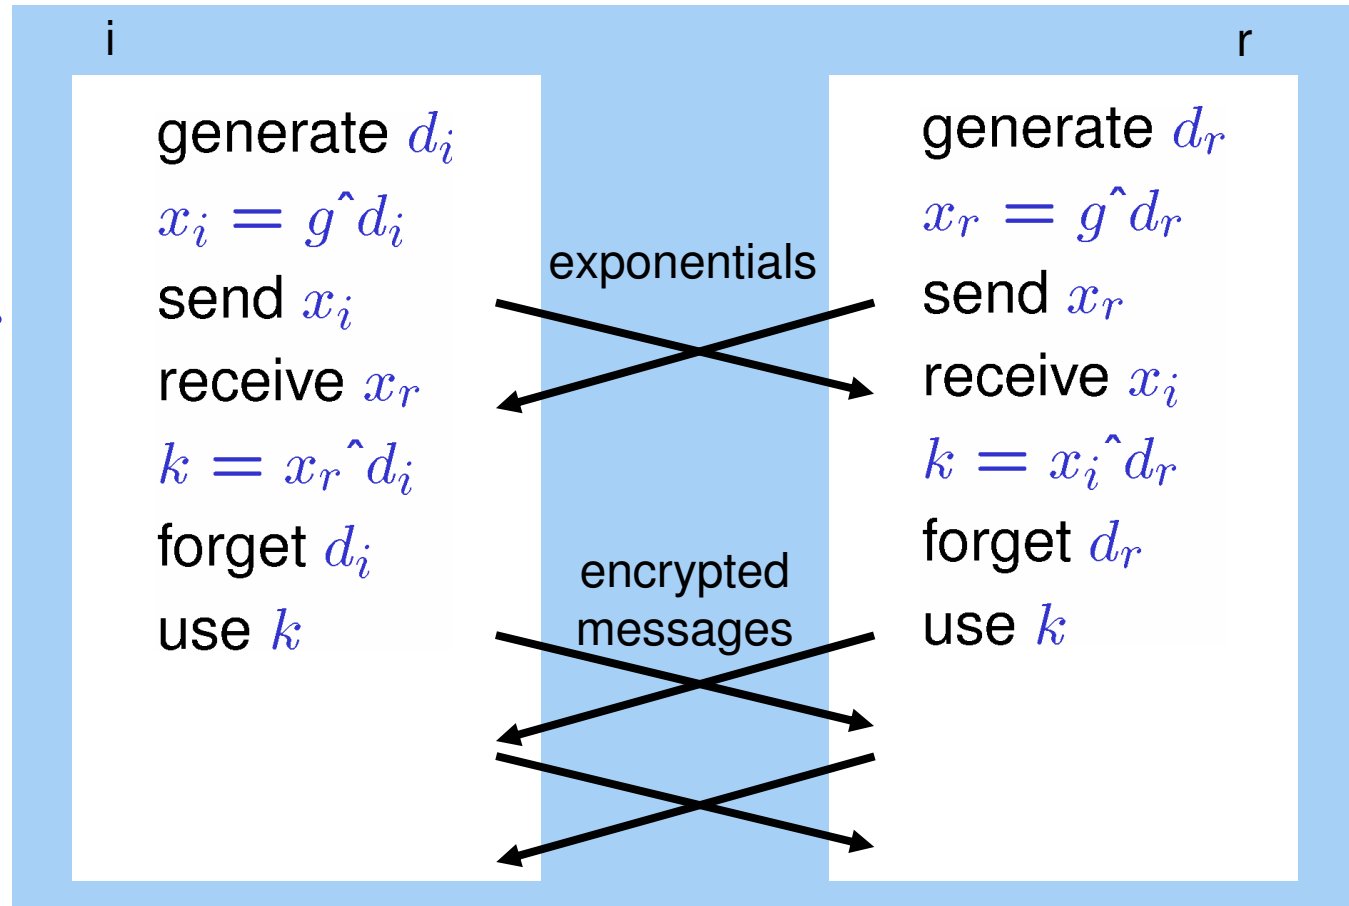 i
r
generate d_i
x_i = g^d_i
send x_i
receive x_r
k = x_r^d_i
forget d_i
use k
exponentials
encrypted
messages
generate d_r
x_r = g^d_r
send x_r
receive x_i
k = x_i^d_r
forget d_r
use k